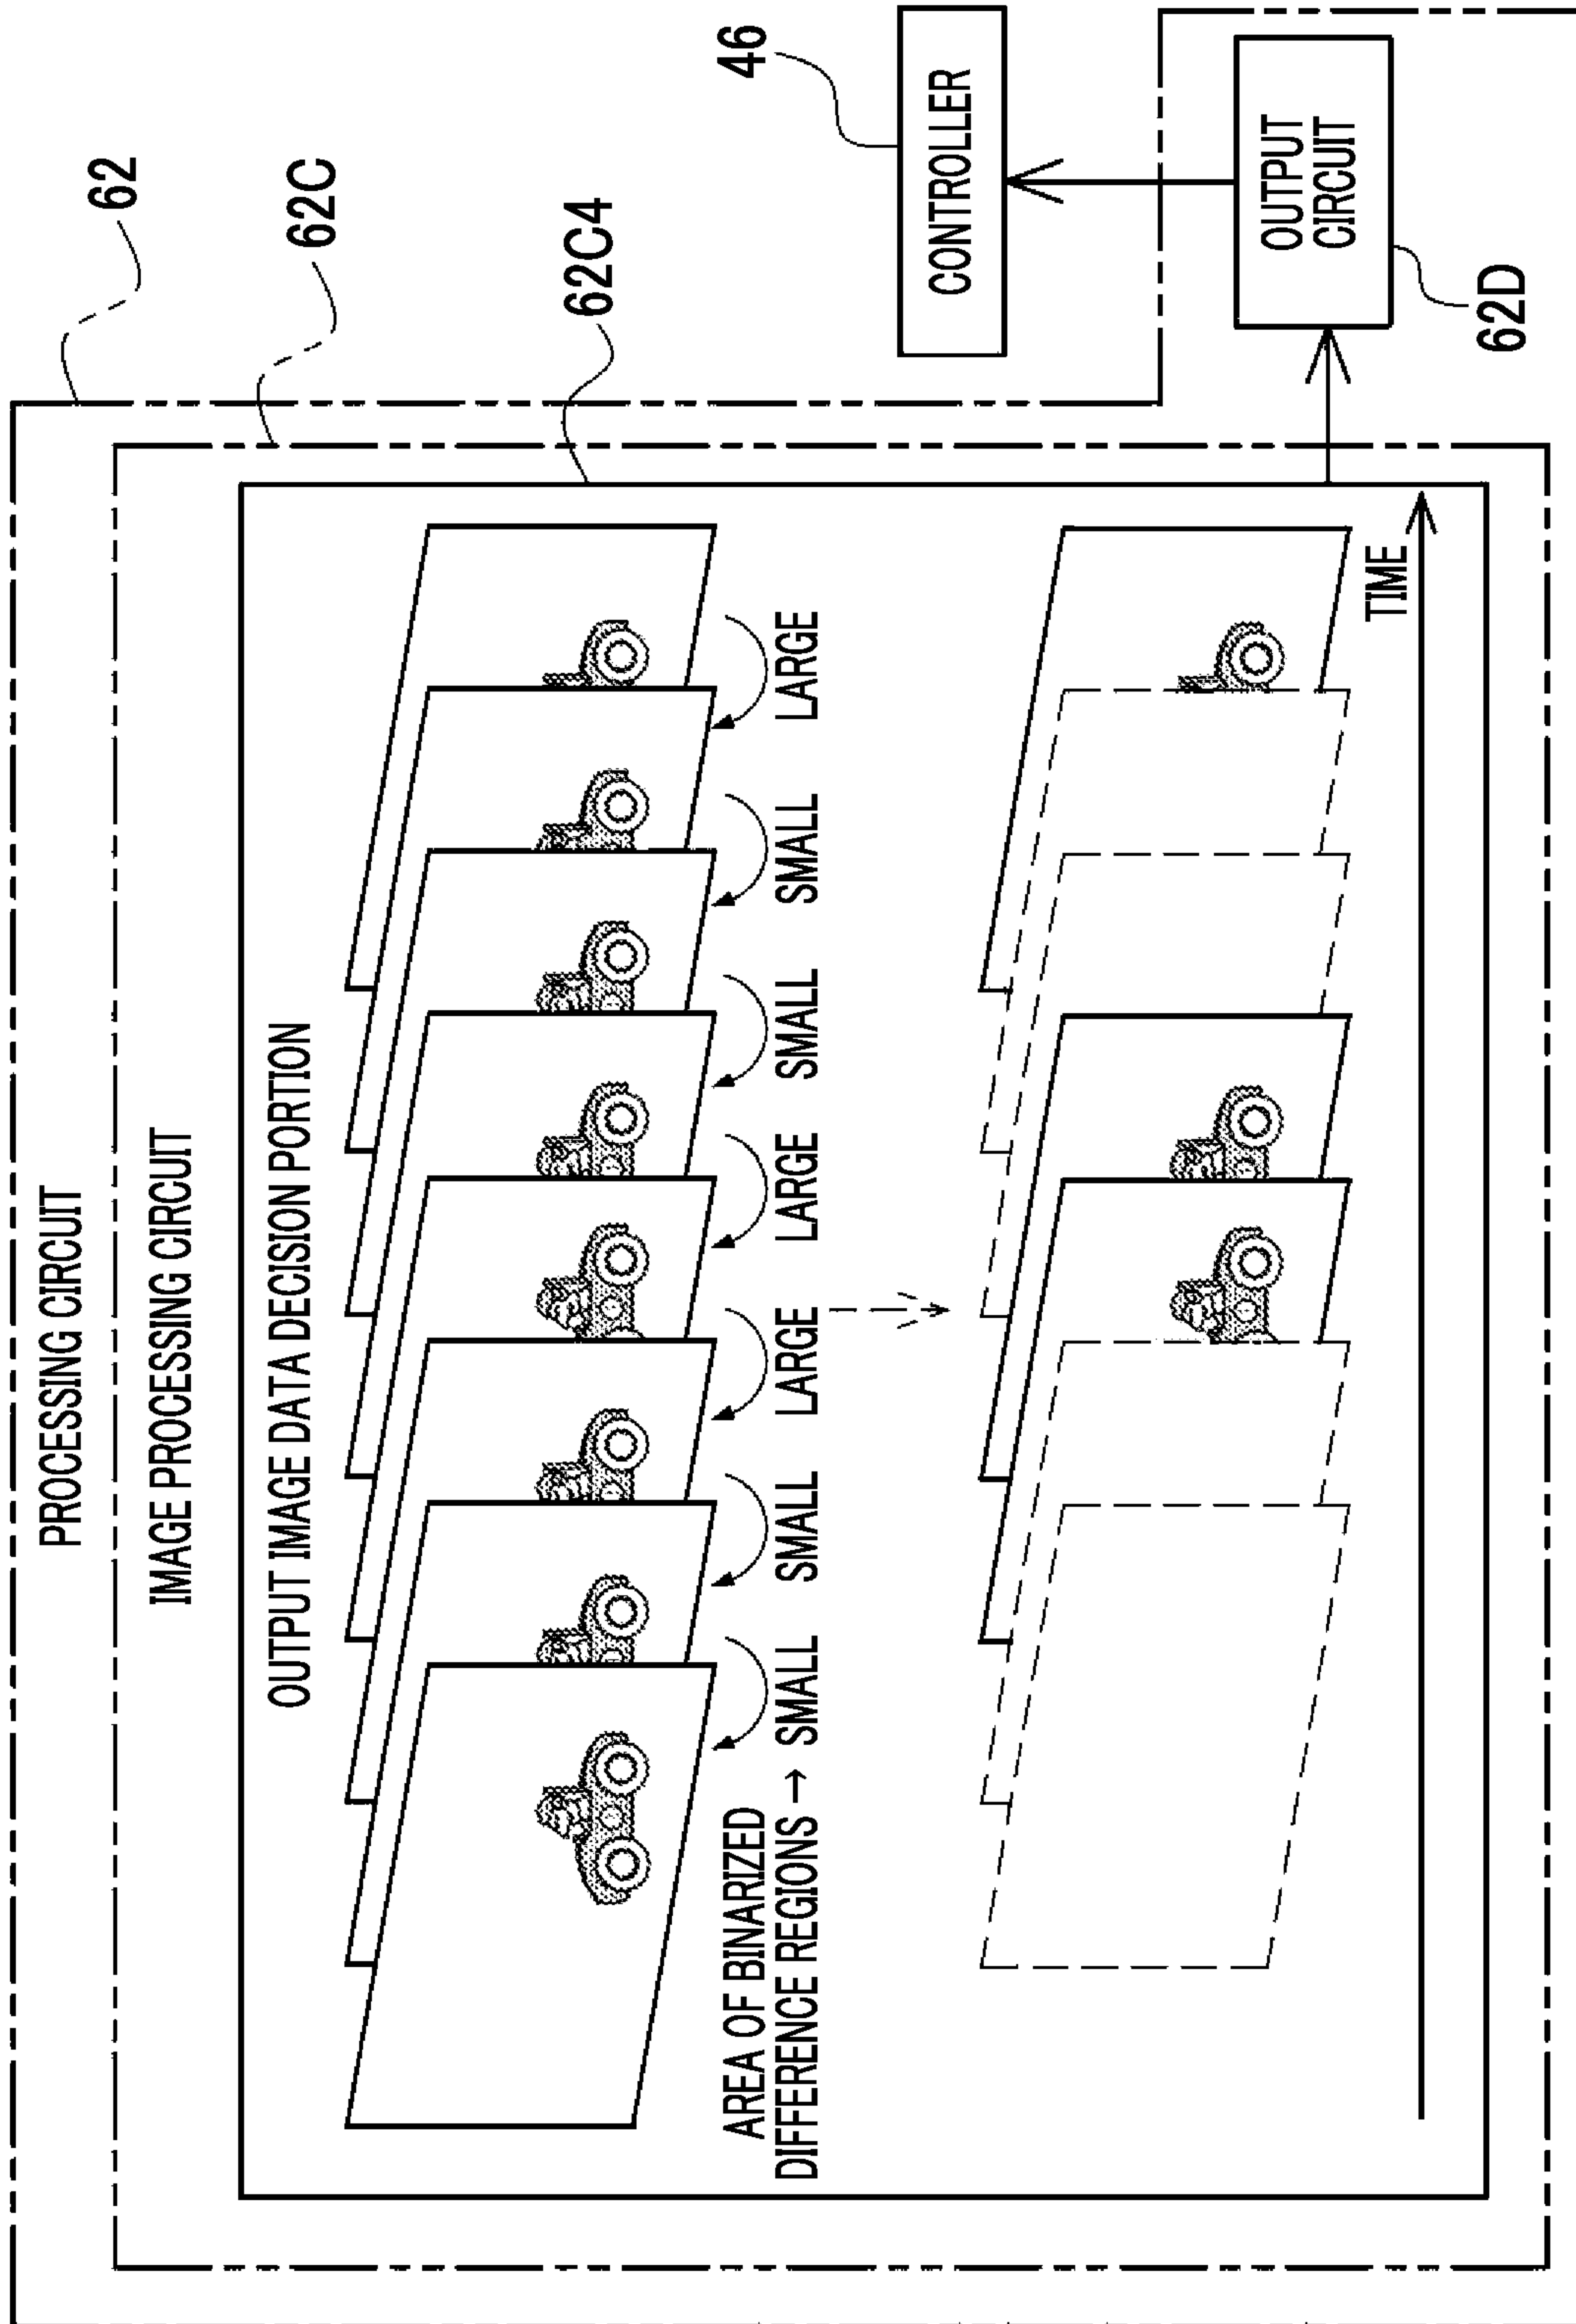 PROCESSING CIRCUIT
62
IMAGE PROCESSING CIRCUIT
62C
OUTPUT IMAGE DATA DECISION PORTION
62C4
AREA OF BINARIZED
DIFFERENCE REGIONS → SMALL SMALL LARGE LARGE SMALL SMALL LARGE
TIME
46
CONTROLLER
OUTPUT
CIRCUIT
62D